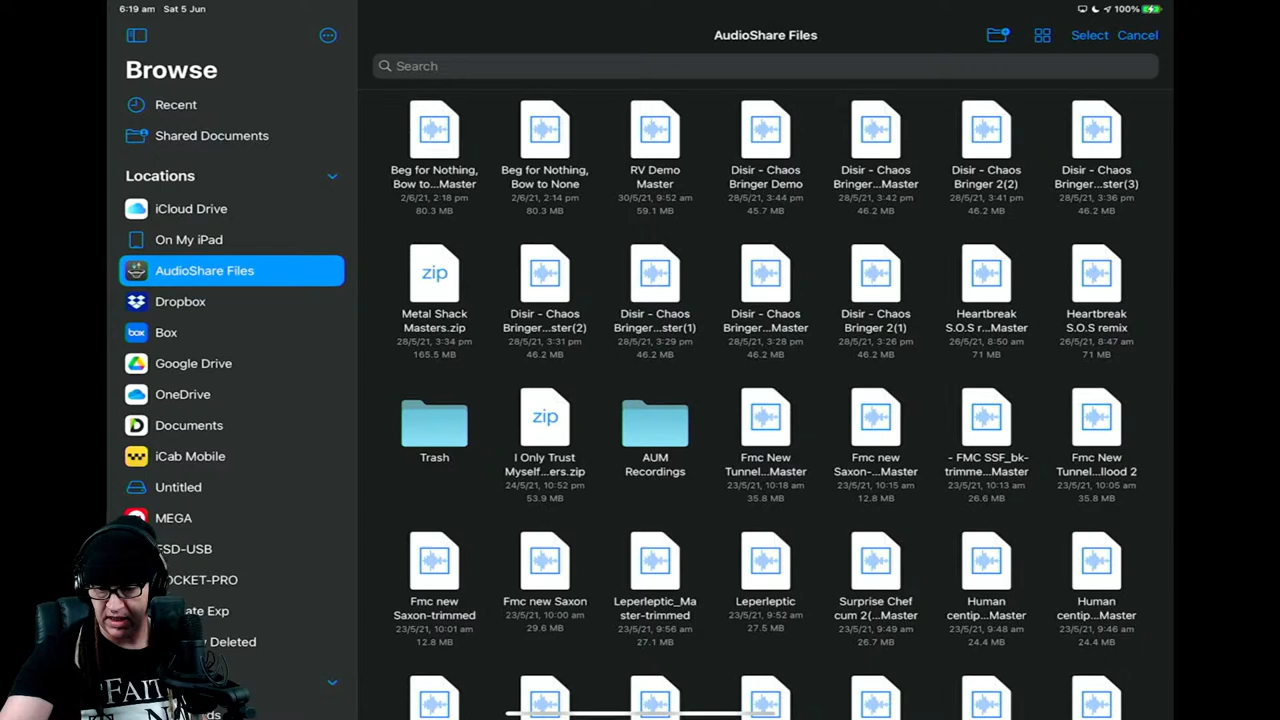 6:19 am Sat 5 Jun
100%
Browse
Recent
Shared Documents
Locations
iCloud Drive
On My iPad
AudioShare Files
Dropbox
Box
Google Drive
OneDrive
Documents
iCab Mobile
Untitled
MEGA
ESD-USB
OCKET-PRO
ate Exp
Deleted
AudioShare Files
Select Cancel
Search
Beg for Nothing,
Bow to...Master
2/6/21, 2:18 pm
80.3 MB
Beg for Nothing,
Bow to None
2/6/21, 2:14 pm
80.3 MB
RV Demo
Master
30/5/21, 9:52 am
59.1 MB
Disir - Chaos
Bringer Demo
28/5/21, 3:44 pm
45.7 MB
Disir - Chaos
Bringer...Master
28/5/21, 3:42 pm
46.2 MB
Disir - Chaos
Bringer 2(2)
28/5/21, 3:41 pm
46.2 MB
Disir - Chaos
Bringer...ster(3)
28/5/21, 3:36 pm
46.2 MB
zip
Metal Shack
Masters.zip
28/5/21, 3:34 pm
165.5 MB
Disir - Chaos
Bringer...ster(2)
28/5/21, 3:31 pm
46.2 MB
Disir - Chaos
Bringer...ster(1)
28/5/21, 3:29 pm
46.2 MB
Disir - Chaos
Bringer...Master
28/5/21, 3:28 pm
46.2 MB
Disir - Chaos
Bringer 2(1)
28/5/21, 3:26 pm
46.2 MB
Heartbreak
S.O.S r...Master
26/5/21, 8:50 am
71 MB
Heartbreak
S.O.S remix
26/5/21, 8:47 am
71 MB
Trash
zip
I Only Trust
Myself...ers.zip
24/5/21, 10:52 pm
53.9 MB
AUM
Recordings
Fmc New
Tunnel...Master
23/5/21, 10:18 am
35.8 MB
Fmc new
Saxon-...Master
23/5/21, 10:15 am
12.8 MB
- FMC SSF_bk-
trimme...Master
23/5/21, 10:13 am
26.6 MB
Fmc New
Tunnel...llood 2
23/5/21, 10:05 am
35.8 MB
Fmc new
Saxon-trimmed
23/5/21, 10:01 am
12.8 MB
Fmc new Saxon
23/5/21, 10:00 am
29.6 MB
Leperleptic_Ma
ster-trimmed
23/5/21, 9:56 am
27.1 MB
Leperleptic
23/5/21, 9:52 am
27.5 MB
Surprise Chef
cum 2(...Master
23/5/21, 9:49 am
26.7 MB
Human
centip...Master
23/5/21, 9:48 am
24.4 MB
Human
centip...Master
23/5/21, 9:46 am
24.4 MB
FAIT